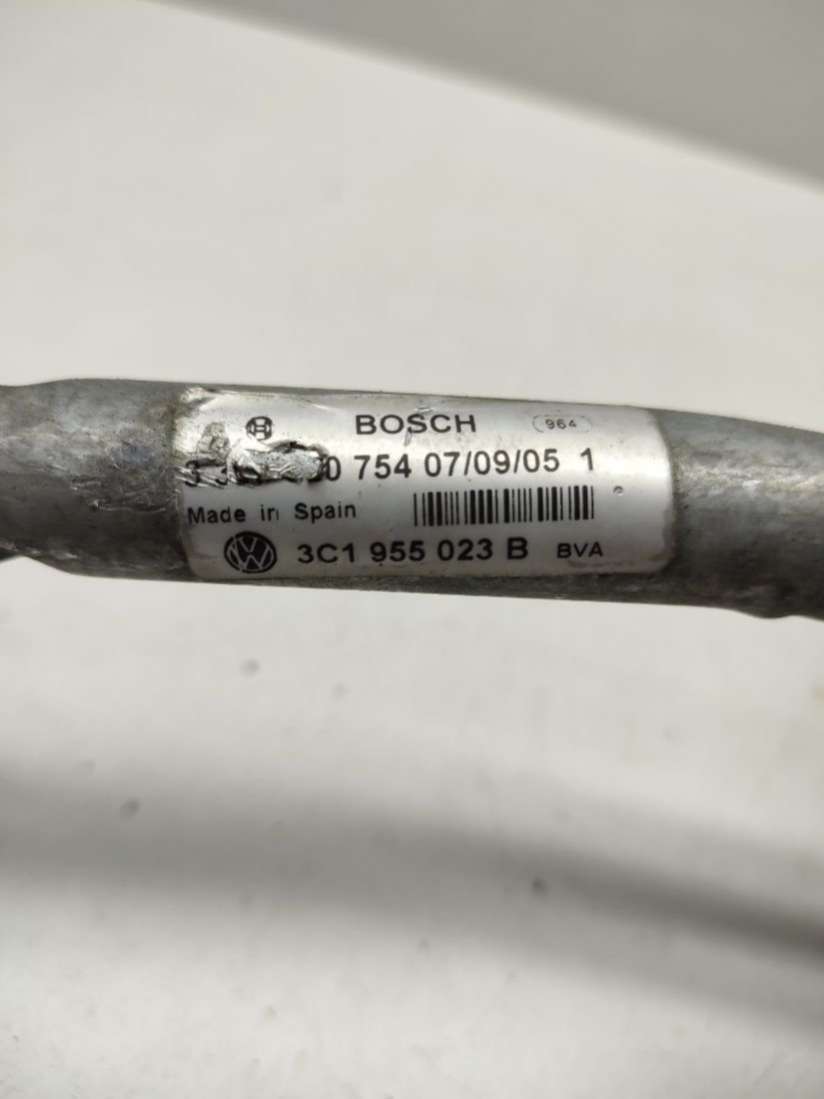 BOSCH 964
754 07/09/05 1
Made in Spain
3C1 955 023 B BVA